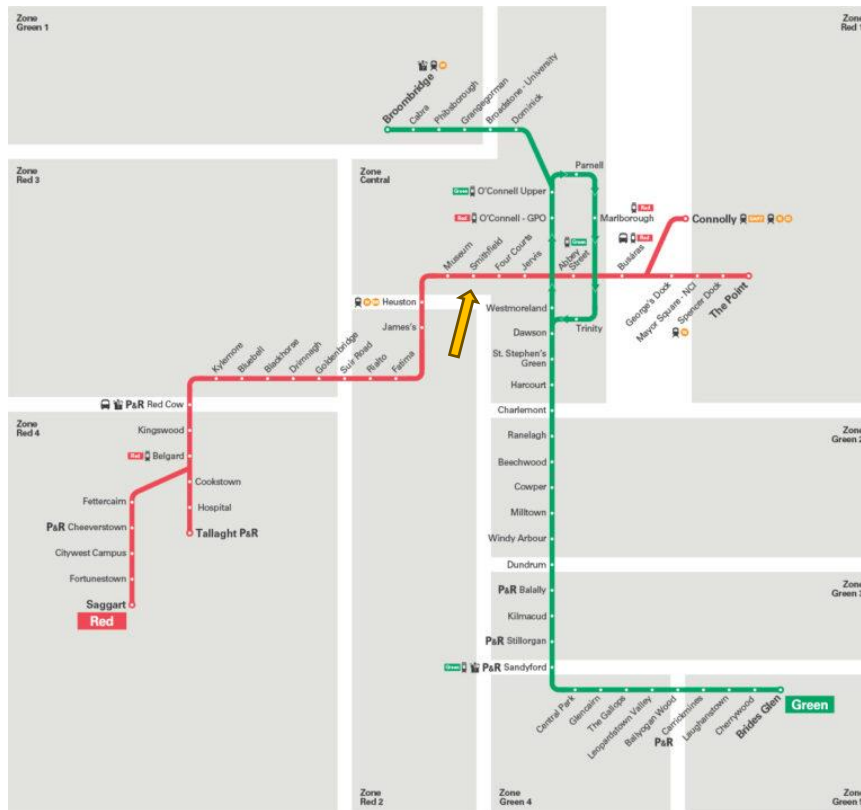 Zone
Green 1
Zone
Red 1
Broombridge
Cabra
Phibsborough
Grangegorman
Broadstone - University
Dominick
Zone
Red 3
Zone
Central
Parnell
Green O'Connell Upper
Red O'Connell - GPO
Marlborough
Red
Connolly DART
Green
Red
Museum
Smithfield
Four Courts
Jervis
Abbey
Street
Busáras
George's Dock
Mayor Square - NCI
Spencer Dock
The Point
Heuston
James's
Westmoreland
Trinity
Dawson
St. Stephen's
Green
Harcourt
Charlemont
Kylemore
Bluebell
Blackhorse
Drimnagh
Goldenbridge
Suir Road
Rialto
Fatima
P&R Red Cow
Zone
Red 4
Kingswood
Red Belgard
Cookstown
Hospital
Tallaght P&R
Fettercairn
P&R Cheeverstown
Citywest Campus
Fortunestown
Saggart
Red
Zone
Green 2
Ranelagh
Beechwood
Cowper
Milltown
Windy Arbour
Dundrum
Zone
Green 3
P&R Balally
Kilmacud
P&R Stillorgan
Green P&R Sandyford
Central Park
Glencairn
The Gallops
Leopardstown Valley
Ballyogan Wood
P&R
Carrickmines
Laughanstown
Cherrywood
Brides Glen
Green
Zone
Red 2
Zone
Green 4
Zone